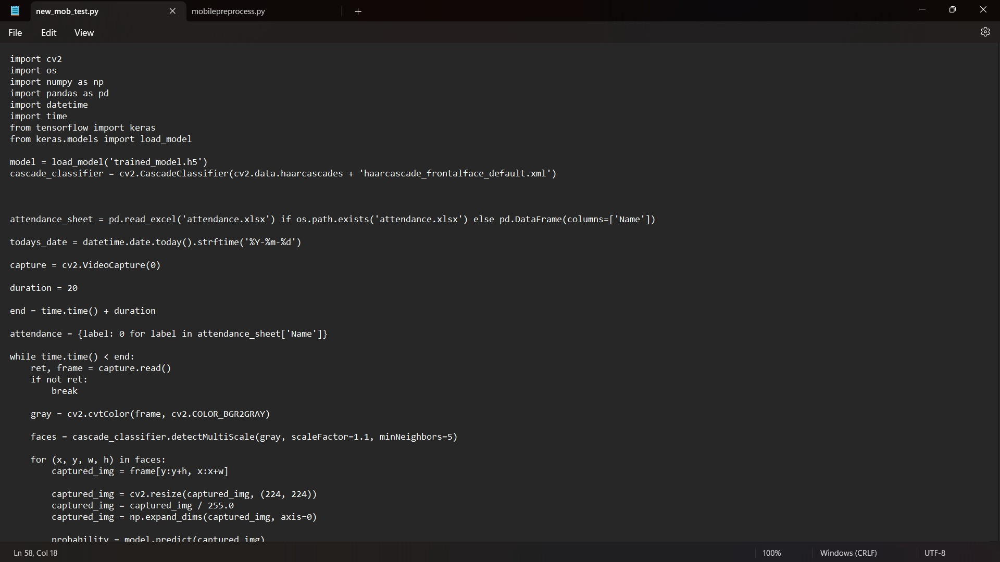 new_mob_test.py
mobilepreprocess.py
File Edit View
import cv2
import os
import numpy as np
import pandas as pd
import datetime
import time
from tensorflow import keras
from keras.models import load_model
model = load_model('trained_model.h5')
cascade_classifier = cv2.CascadeClassifier(cv2.data.haarcascades + 'haarcascade_frontalface_default.xml')
attendance_sheet = pd.read_excel('attendance.xlsx') if os.path.exists('attendance.xlsx') else pd.DataFrame(columns=['Name'])
todays_date = datetime.date.today().strftime('%Y-%m-%d')
capture = cv2.VideoCapture(0)
duration = 20
end = time.time() + duration
attendance = {label: 0 for label in attendance_sheet['Name']}
while time.time() < end:
    ret, frame = capture.read()
    if not ret:
        break
    gray = cv2.cvtColor(frame, cv2.COLOR_BGR2GRAY)
    faces = cascade_classifier.detectMultiScale(gray, scaleFactor=1.1, minNeighbors=5)
    for (x, y, w, h) in faces:
        captured_img = frame[y:y+h, x:x+w]
        captured_img = cv2.resize(captured_img, (224, 224))
        captured_img = captured_img / 255.0
        captured_img = np.expand_dims(captured_img, axis=0)
        probability = model.predict(captured_img)
Ln 58, Col 18
100%
Windows (CRLF)
UTF-8